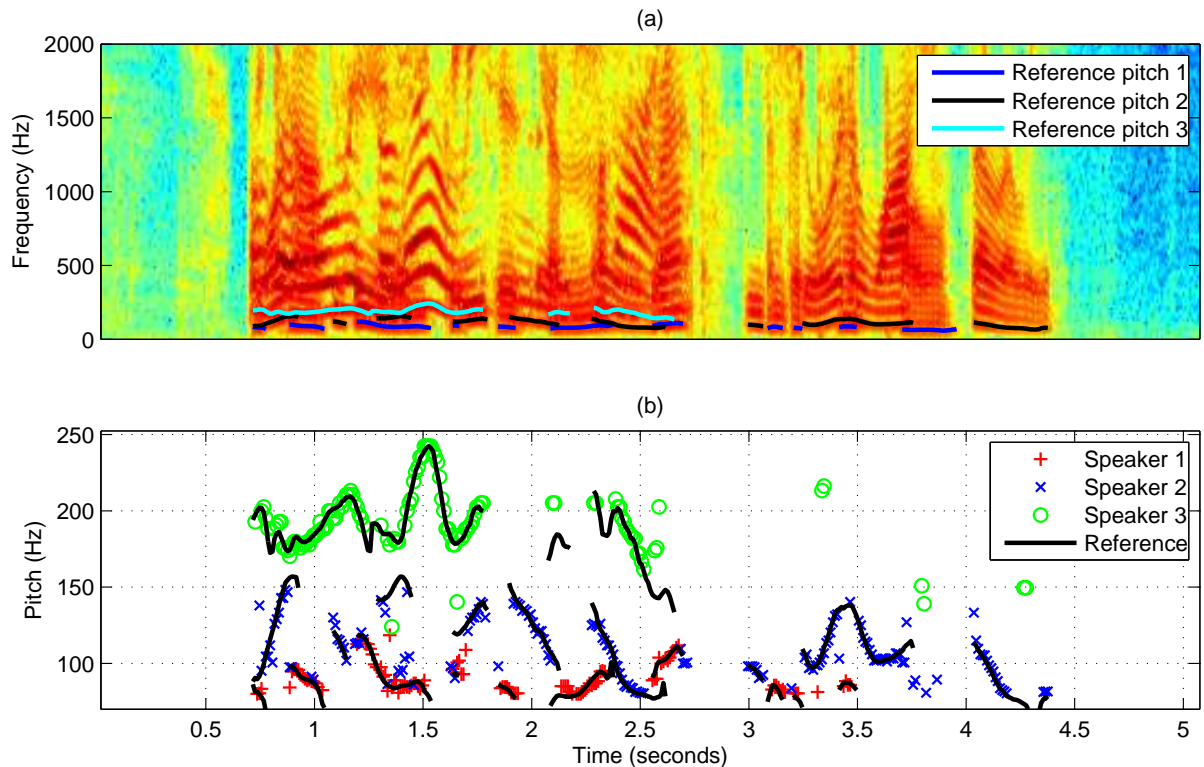 (a)
2000
1500
1000
500
0
Frequency (Hz)
Reference pitch 1
Reference pitch 2
Reference pitch 3
(b)
250
200
150
100
Pitch (Hz)
Speaker 1
Speaker 2
Speaker 3
Reference
0.5 1 1.5 2 2.5 3 3.5 4 4.5 5
Time (seconds)